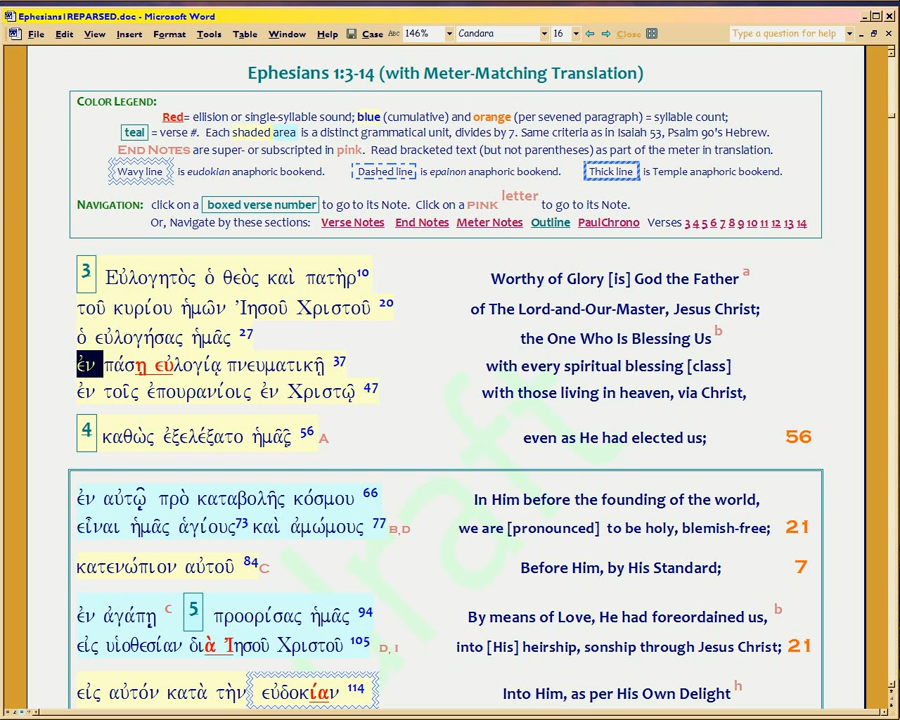 Ephesians1REPARSED.doc - Microsoft Word
File Edit View Insert Format Tools Table Window Help Case ABC 146% Candara 16 Close Type a question for help
Ephesians 1:3-14 (with Meter-Matching Translation)
COLOR LEGEND:
Red= ellision or single-syllable sound; blue (cumulative) and orange (per sevened paragraph) = syllable count;
teal = verse #. Each shaded area is a distinct grammatical unit, divides by 7. Same criteria as in Isaiah 53, Psalm 90's Hebrew.
END NOTES are super- or subscripted in pink. Read bracketed text (but not parentheses) as part of the meter in translation.
Wavy line is eudokian anaphoric bookend. Dashed line is epainon anaphoric bookend. Thick line is Temple anaphoric bookend.
NAVIGATION: click on a boxed verse number to go to its Note. Click on a PINK letter to go to its Note.
Or, Navigate by these sections: Verse Notes End Notes Meter Notes Outline PaulChrono Verses 3 4 5 6 7 8 9 10 11 12 13 14
3 Εὐλογητὸς ὁ θεὸς καὶ πατὴρ10 Worthy of Glory [is] God the Father a
τοῦ κυρίου ἡμῶν Ἰησοῦ Χριστοῦ 20 of The Lord-and-Our-Master, Jesus Christ;
ὁ εὐλογήσας ἡμᾶς 27 the One Who Is Blessing Us b
ἐν πάσῃ εὐλογίᾳ πνευματικῇ 37 with every spiritual blessing [class]
ἐν τοῖς ἐπουρανίοις ἐν Χριστῷ 47 with those living in heaven, via Christ,
4 καθὼς ἐξελέξατο ἡμᾶς 56 A even as He had elected us; 56
ἐν αὐτῷ πρὸ καταβολῆς κόσμου 66 In Him before the founding of the world,
εἶναι ἡμᾶς ἁγίους73 καὶ ἀμώμους 77 B,D we are [pronounced] to be holy, blemish-free; 21
κατενώπιον αὐτοῦ 84 C Before Him, by His Standard; 7
ἐν ἀγάπῃ c 5 προορίσας ἡμᾶς 94 By means of Love, He had foreordained us, b
εἰς υἱοθεσίαν διὰ Ἰησοῦ Χριστοῦ 105 D, I into [His] heirship, sonship through Jesus Christ; 21
εἰς αὐτόν κατὰ τὴν εὐδοκίαν 114 Into Him, as per His Own Delight h
draft